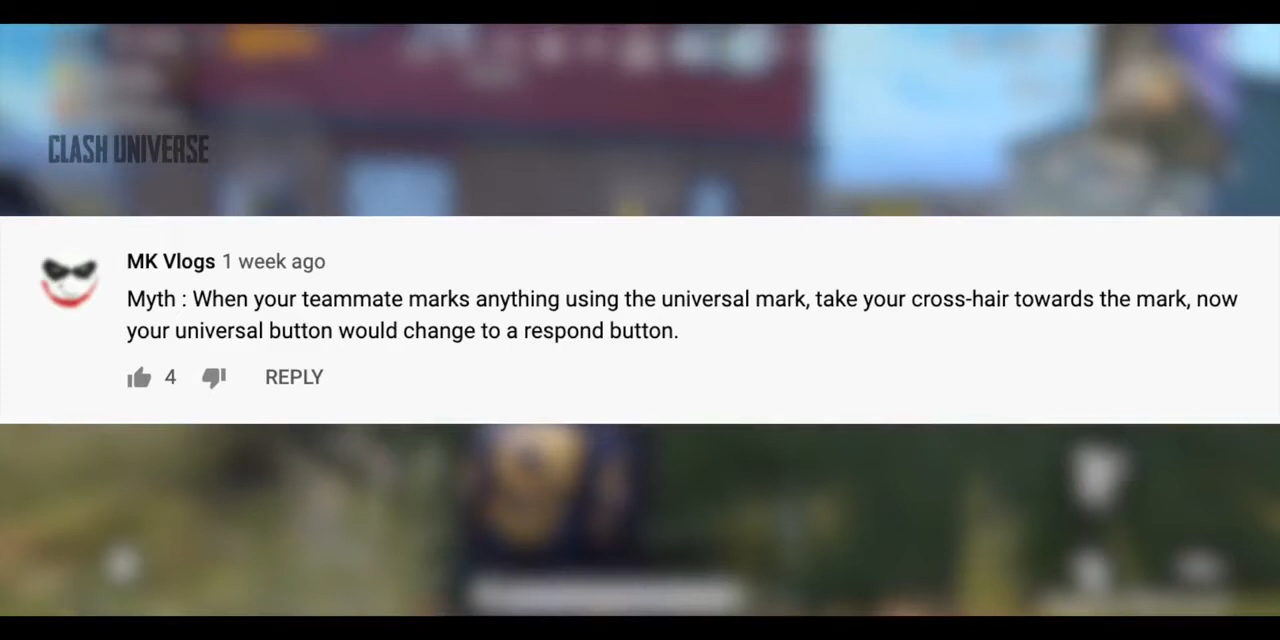 CLASH UNIVERSE
MK Vlogs 1 week ago
Myth : When your teammate marks anything using the universal mark, take your cross-hair towards the mark, now
your universal button would change to a respond button.
4 REPLY